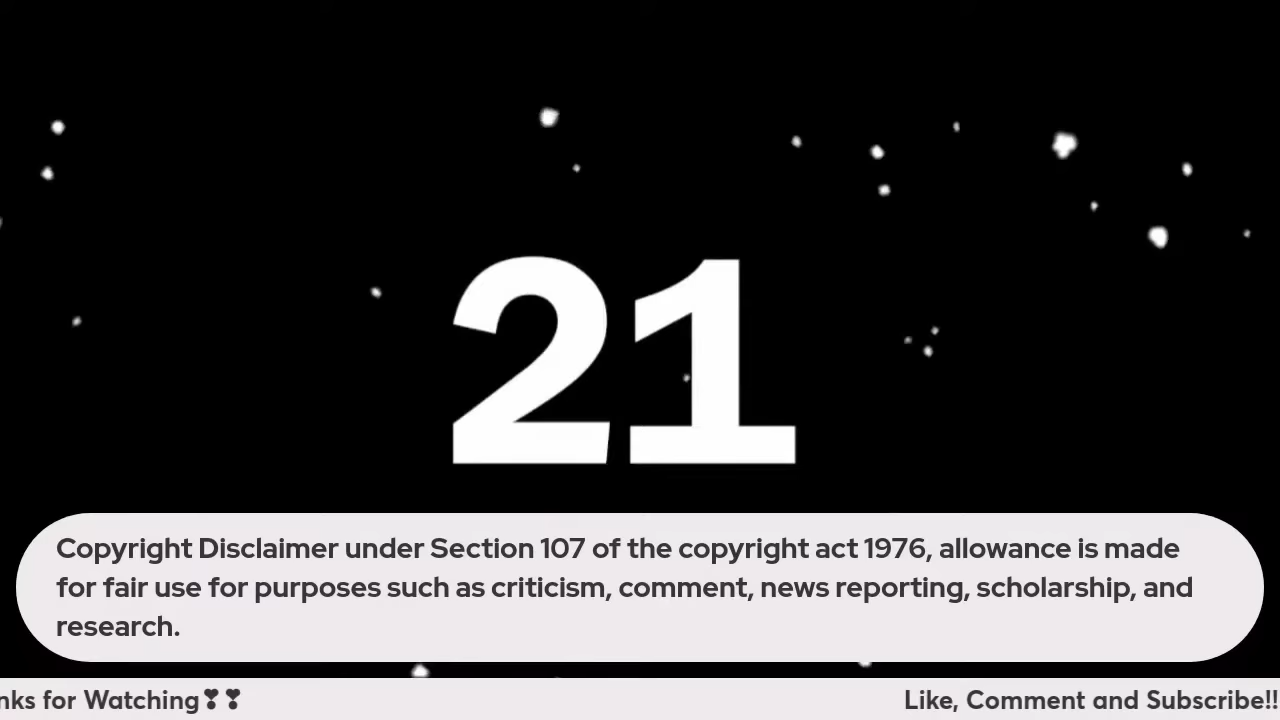 21
Copyright Disclaimer under Section 107 of the copyright act 1976, allowance is made
for fair use for purposes such as criticism, comment, news reporting, scholarship, and
research.
nks for Watching❣❣ Like, Comment and Subscribe!!